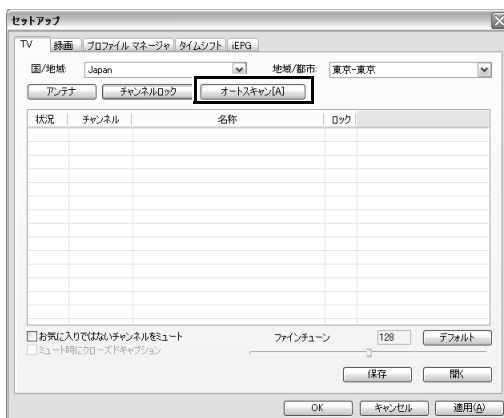 セットアップ
TV 録画 プロファイル マネージャ タイムシフト iEPG
国/地域: Japan 地域/都市: 東京-東京
アンテナ チャンネルロック オートスキャン[A]
状況 チャンネル 名称 ロック
お気に入りではないチャンネルをミュート ファインチューン 128 デフォルト
ミュート時にクローズドキャプション
保存 開く
OK キャンセル 適用(A)